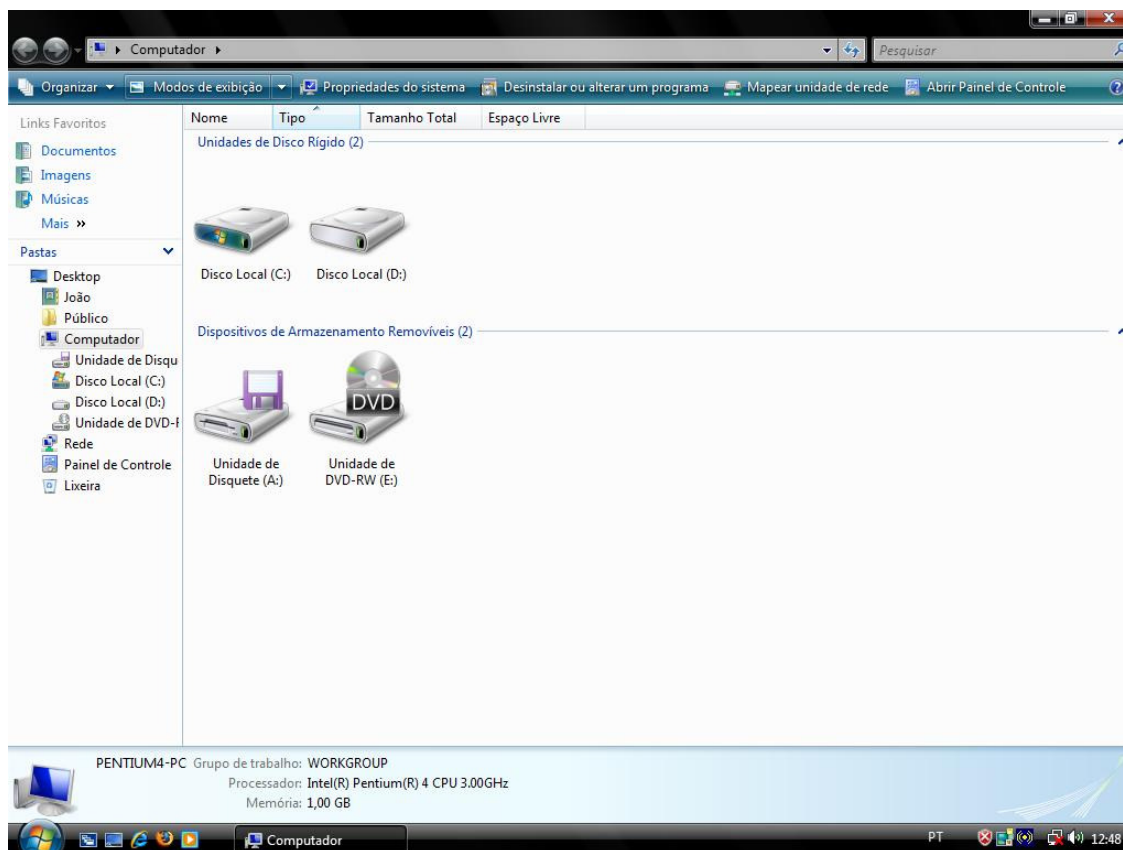 Computador
Pesquisar
Organizar Modos de exibição Propriedades do sistema Desinstalar ou alterar um programa Mapear unidade de rede Abrir Painel de Controle
Links Favoritos
Documentos
Imagens
Músicas
Mais »
Pastas
Desktop
João
Público
Computador
Unidade de Disqu
Disco Local (C:)
Disco Local (D:)
Unidade de DVD-R
Rede
Painel de Controle
Lixeira
Nome Tipo Tamanho Total Espaço Livre
Unidades de Disco Rígido (2)
Disco Local (C:) Disco Local (D:)
Dispositivos de Armazenamento Removíveis (2)
DVD
Unidade de Disquete (A:)
Unidade de DVD-RW (E:)
PENTIUM4-PC Grupo de trabalho: WORKGROUP
Processador: Intel(R) Pentium(R) 4 CPU 3.00GHz
Memória: 1,00 GB
Computador
PT 12:48